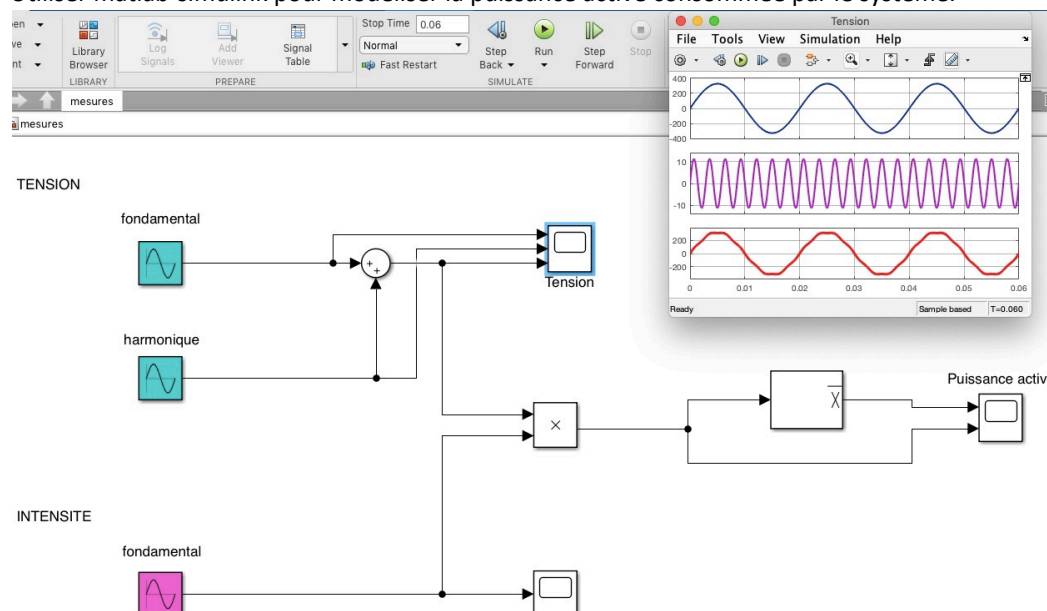 Utiliser Matlab-Simulink pour modéliser la puissance active consommée par le système.
Library Browser
Log Signals
Add Viewer
Signal Table
Stop Time 0.06
Normal
Fast Restart
Step Back
Run
Step Forward
Stop
LIBRARY
PREPARE
SIMULATE
mesures
mesures
Tension
File Tools View Simulation Help
400
200
0
-200
-400
10
0
-10
200
0
-200
0 0.01 0.02 0.03 0.04 0.05 0.06
Ready Sample based T=0.060
TENSION
fondamental
+
+
Tension
harmonique
×
X
Puissance activ
INTENSITE
fondamental